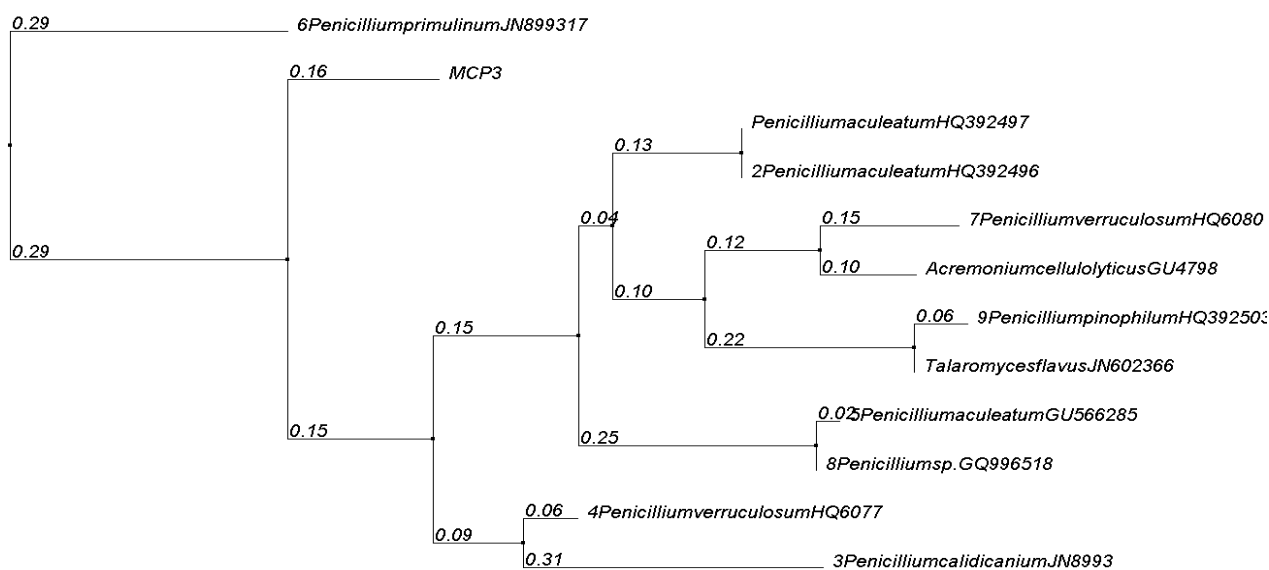 0.29
6PenicilliumprimulinumJN899317
0.16
MCP3
PenicilliumaculeatumHQ392497
0.13
2PenicilliumaculeatumHQ392496
0.04
0.15
7PenicilliumverruculosumHQ6080
0.12
0.29
0.10
AcremoniumcellulolyticusGU4798
0.10
0.06
9PenicilliumpinophilumHQ392503
0.15
0.22
TalaromycesflavusJN602366
0.02
5PenicilliumaculeatumGU566285
0.15
0.25
8Penicilliumsp.GQ996518
0.06
4PenicilliumverruculosumHQ6077
0.09
0.31
3PenicilliumcalidicaniumJN8993